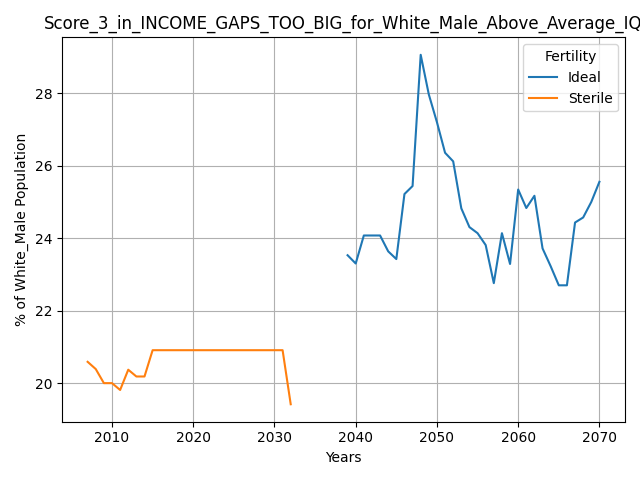 Score_3_in_INCOME_GAPS_TOO_BIG_for_White_Male_Above_Average_IQ
Fertility
Ideal
Sterile
% of White_Male Population
28
26
24
22
20
2010 2020 2030 2040 2050 2060 2070
Years